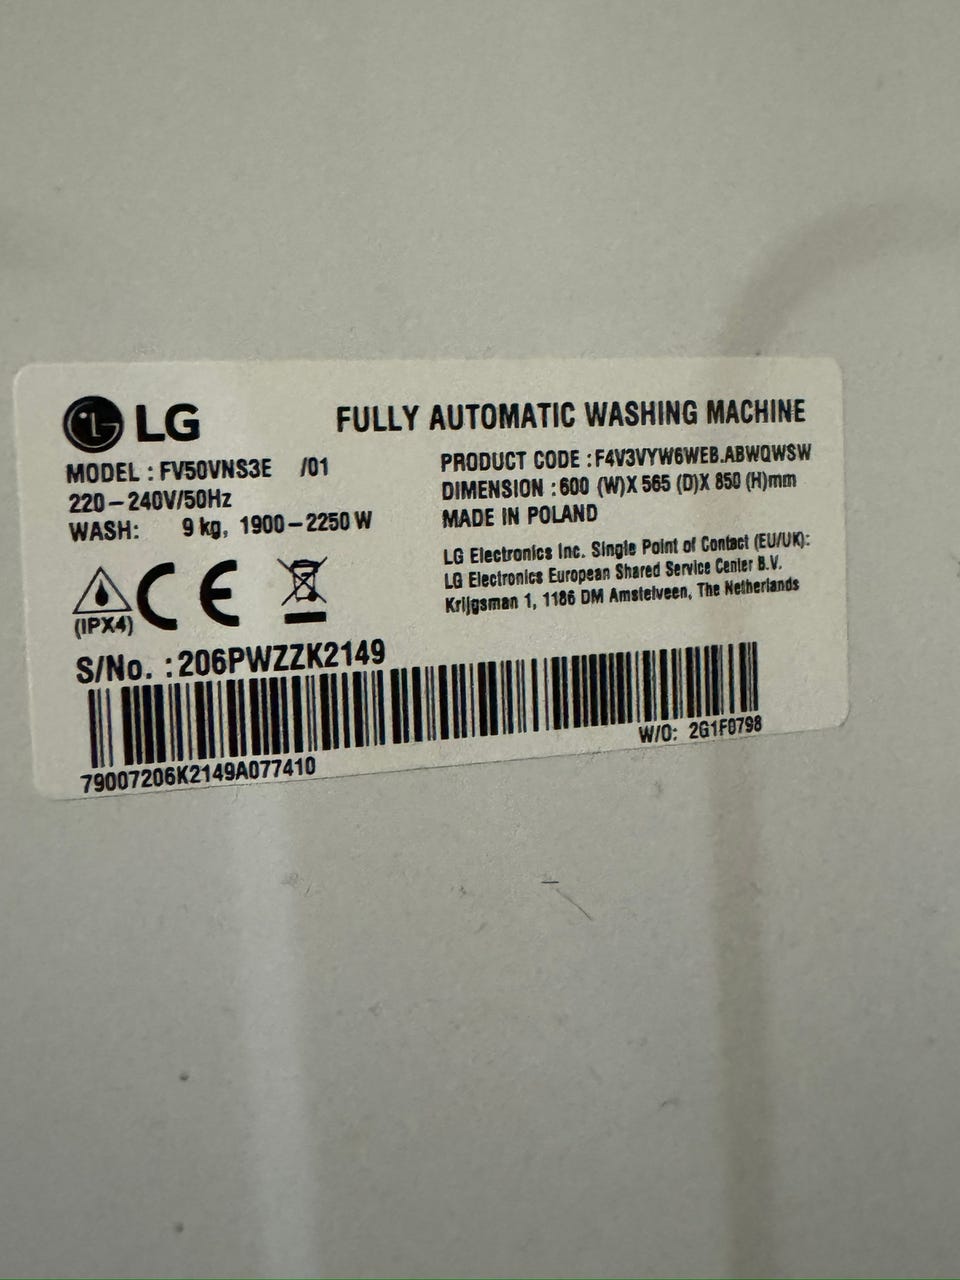 LG FULLY AUTOMATIC WASHING MACHINE
MODEL : FV50VNS3E /01
220-240V/50Hz
WASH: 9 kg, 1900-2250 W
PRODUCT CODE : F4V3VYW6WEB.ABWQWSW
DIMENSION : 600 (W)X 565 (D)X 850 (H)mm
MADE IN POLAND
LG Electronics Inc. Single Point of Contact (EU/UK):
LG Electronics European Shared Service Center B.V.
Krijgsman 1, 1186 DM Amstelveen, The Netherlands
(IPX4) CE
S/No. : 206PWZZK2149
W/O: 2G1F0798
79007206K2149A077410